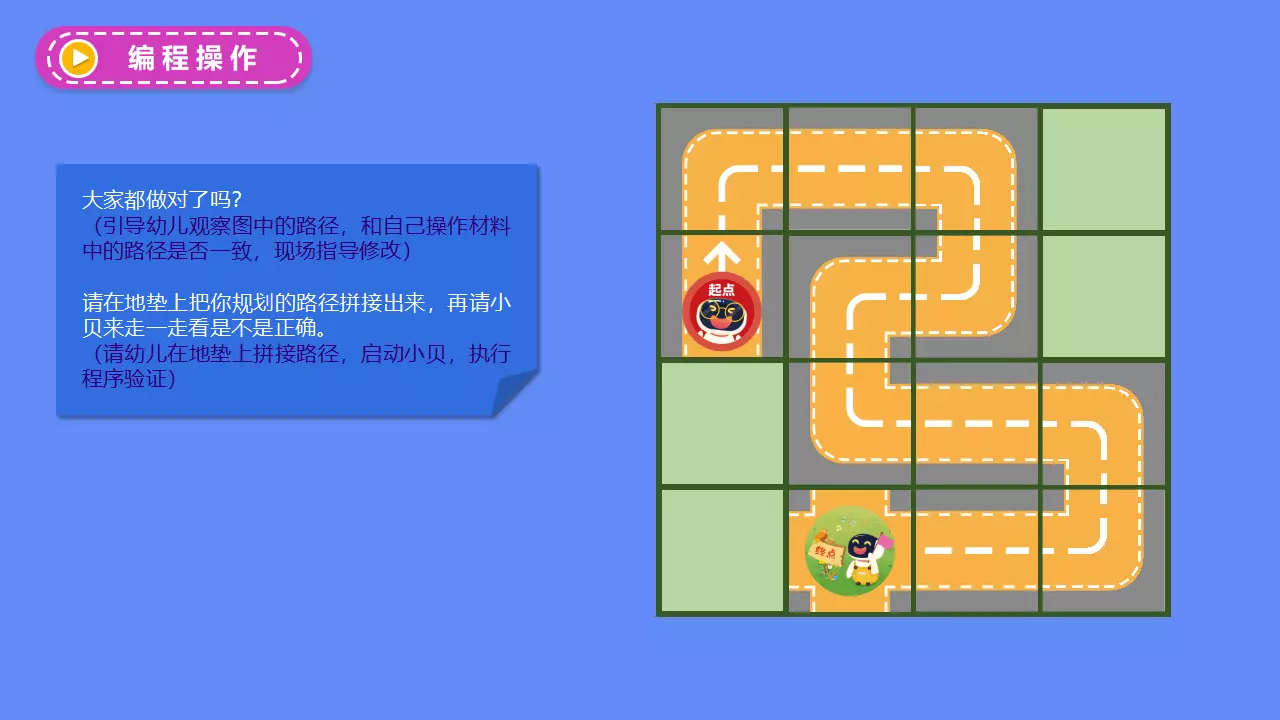 编程操作
大家都做对了吗？
（引导幼儿观察图中的路径，和自己操作材料
中的路径是否一致，现场指导修改）
请在地垫上把你规划的路径拼接出来，再请小
贝来走一走看是不是正确。
（请幼儿在地垫上拼接路径，启动小贝，执行
程序验证）
起点
终点